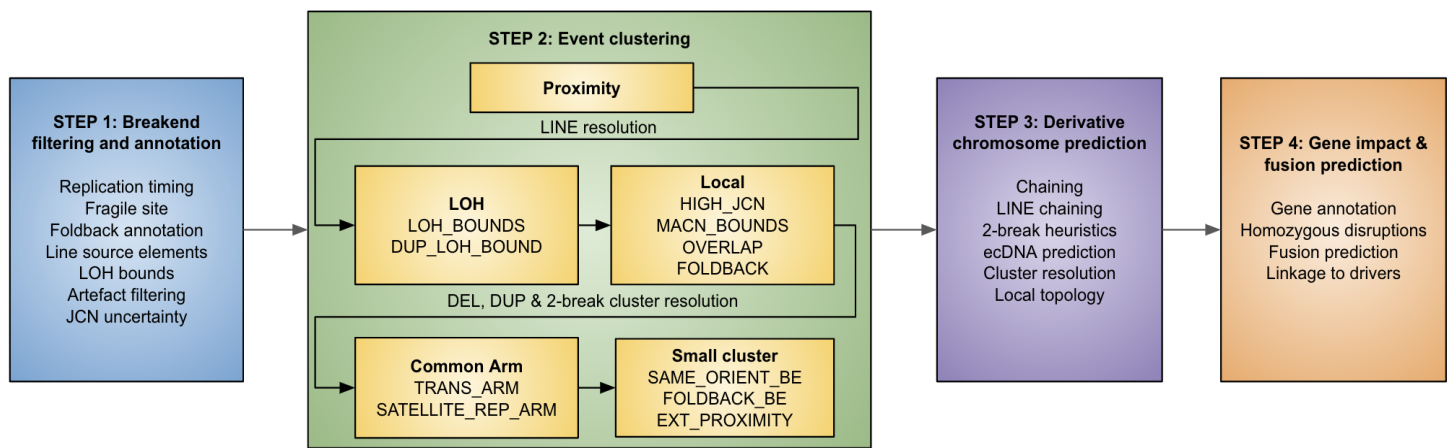 STEP 1: Breakend
filtering and annotation
Replication timing
Fragile site
Foldback annotation
Line source elements
LOH bounds
Artefact filtering
JCN uncertainty
STEP 2: Event clustering
Proximity
LINE resolution
LOH
LOH_BOUNDS
DUP_LOH_BOUND
Local
HIGH_JCN
MACN_BOUNDS
OVERLAP
FOLDBACK
DEL, DUP & 2-break cluster resolution
Common Arm
TRANS_ARM
SATELLITE_REP_ARM
Small cluster
SAME_ORIENT_BE
FOLDBACK_BE
EXT_PROXIMITY
STEP 3: Derivative
chromosome prediction
Chaining
LINE chaining
2-break heuristics
ecDNA prediction
Cluster resolution
Local topology
STEP 4: Gene impact &
fusion prediction
Gene annotation
Homozygous disruptions
Fusion prediction
Linkage to drivers